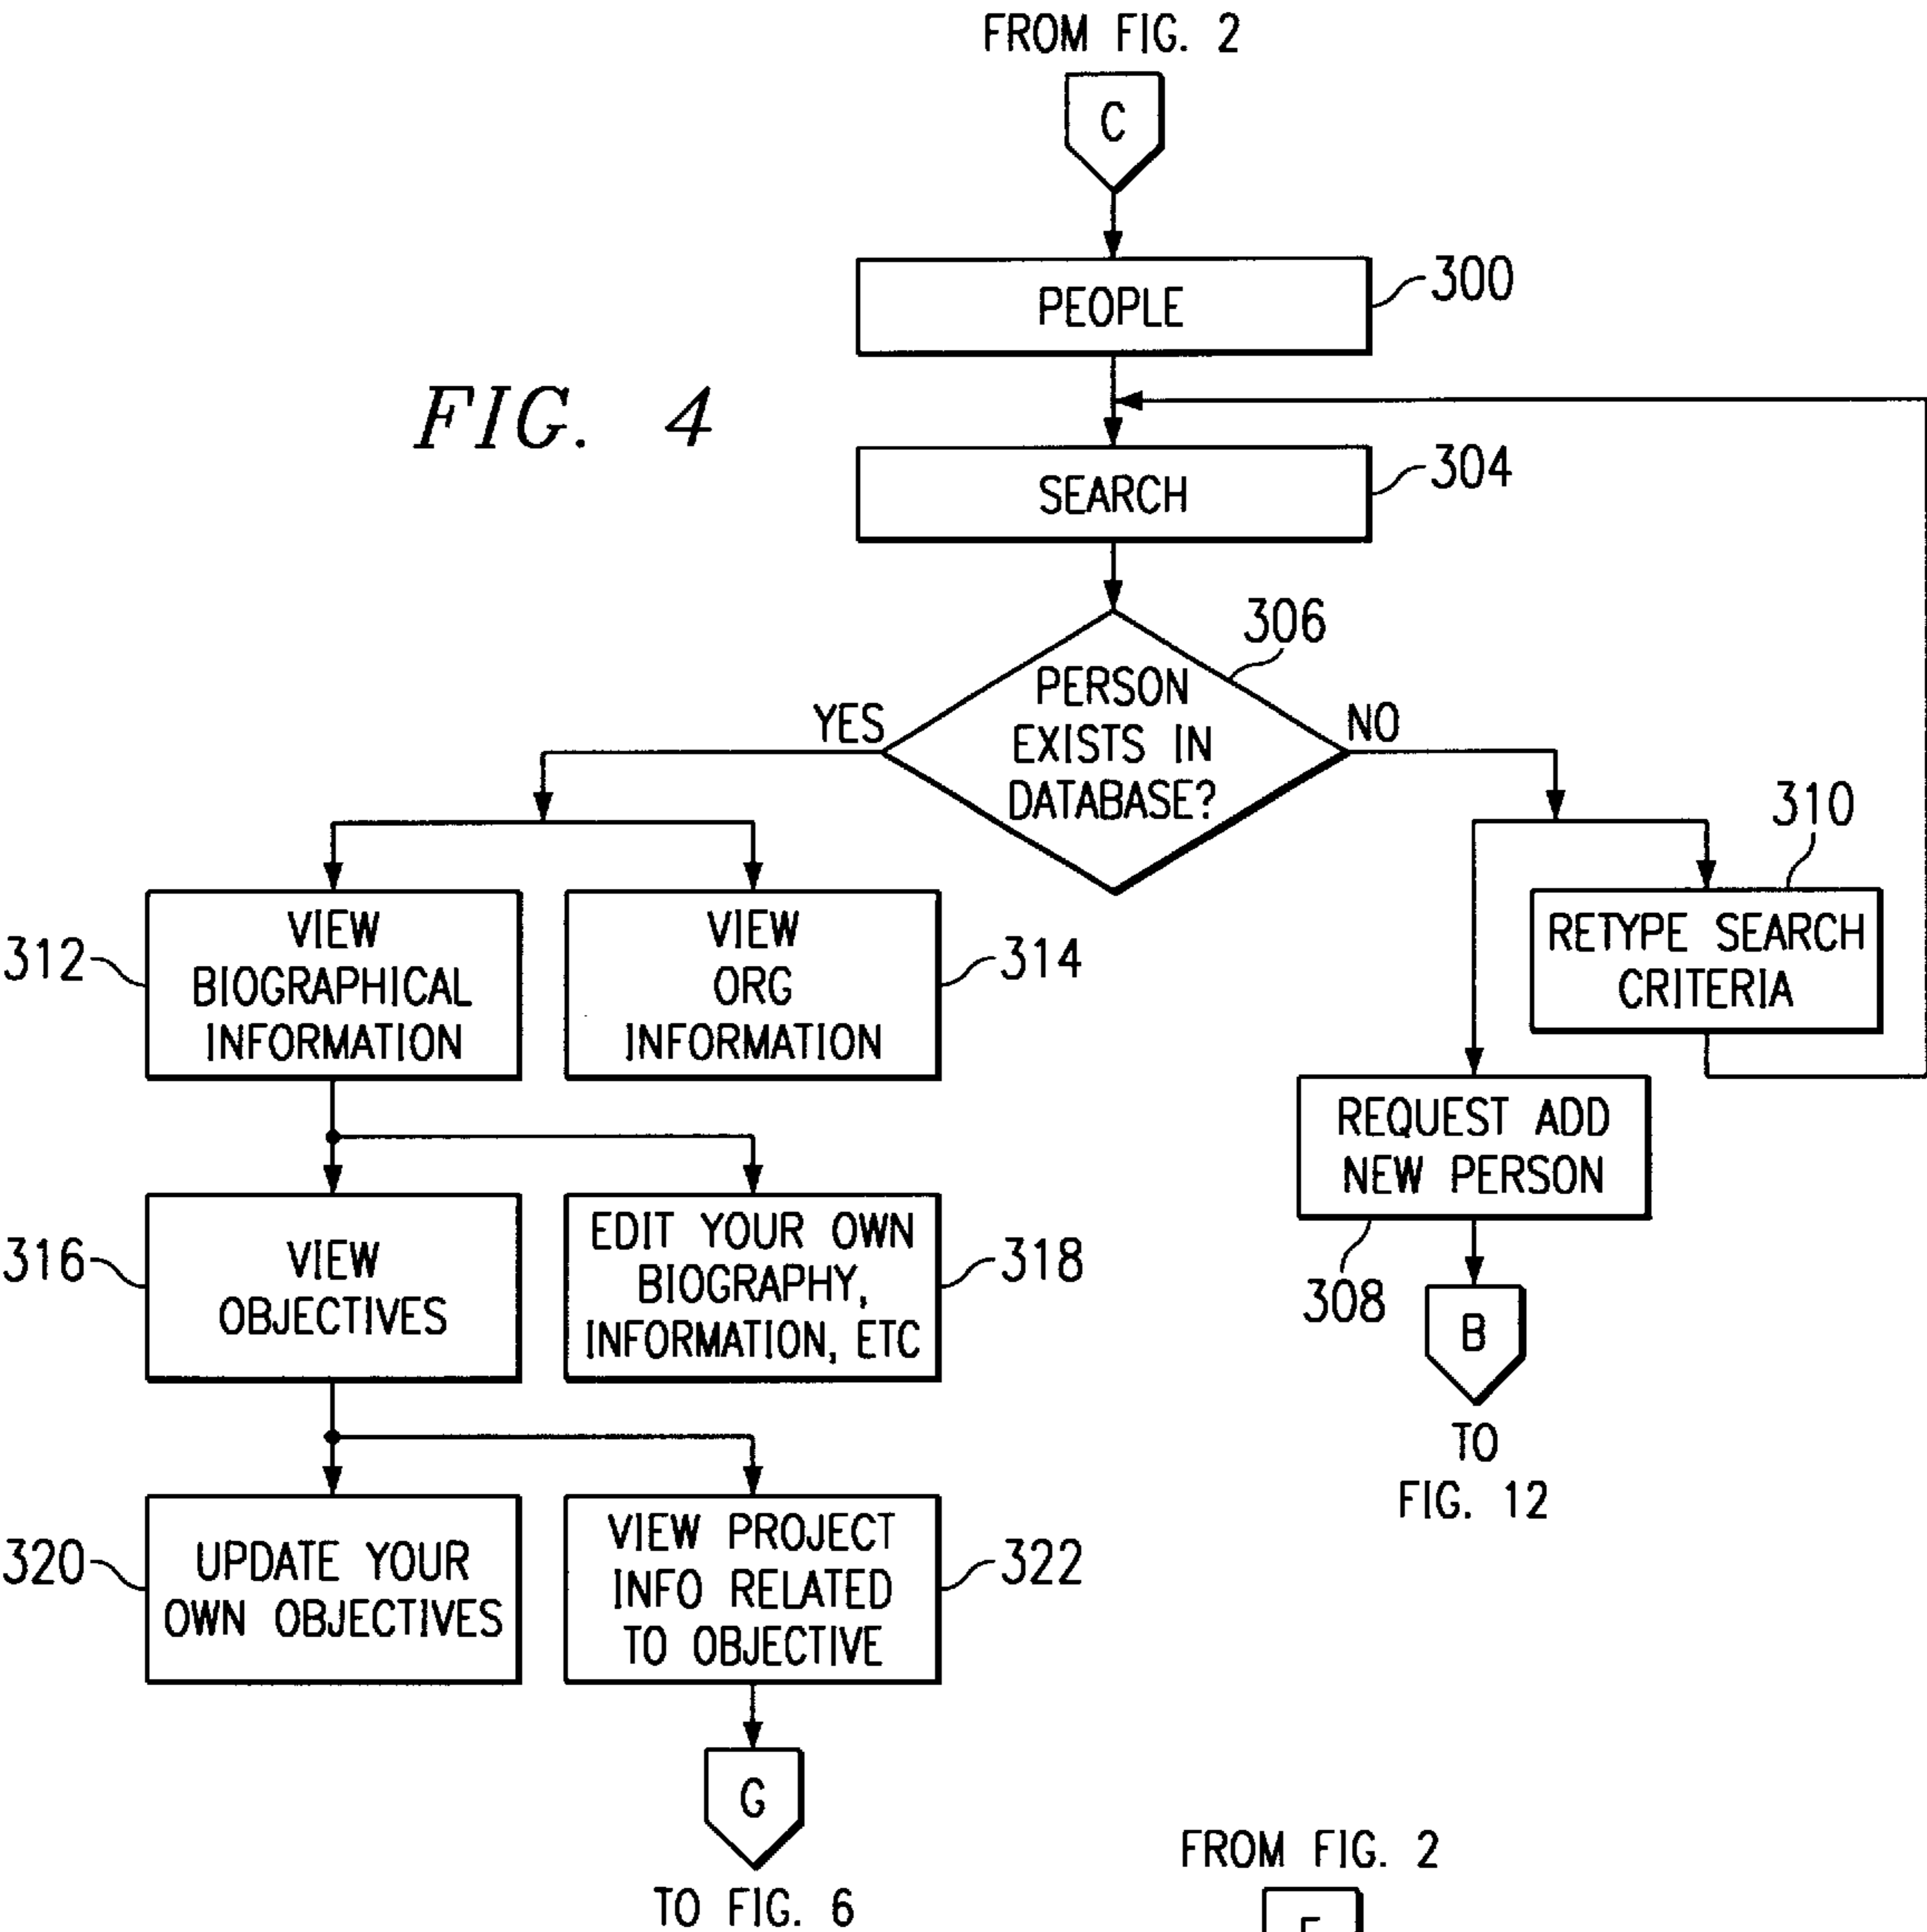 FROM FIG. 2
C
PEOPLE
300
FIG. 4
SEARCH
304
306
PERSON
EXISTS IN
DATABASE?
YES
NO
310
RETYPE SEARCH
CRITERIA
312
VIEW
BIOGRAPHICAL
INFORMATION
VIEW
ORG
INFORMATION
314
REQUEST ADD
NEW PERSON
308
B
TO
FIG. 12
316
VIEW
OBJECTIVES
EDIT YOUR OWN
BIOGRAPHY,
INFORMATION, ETC
318
320
UPDATE YOUR
OWN OBJECTIVES
VIEW PROJECT
INFO RELATED
TO OBJECTIVE
322
G
TO FIG. 6
FROM FIG. 2